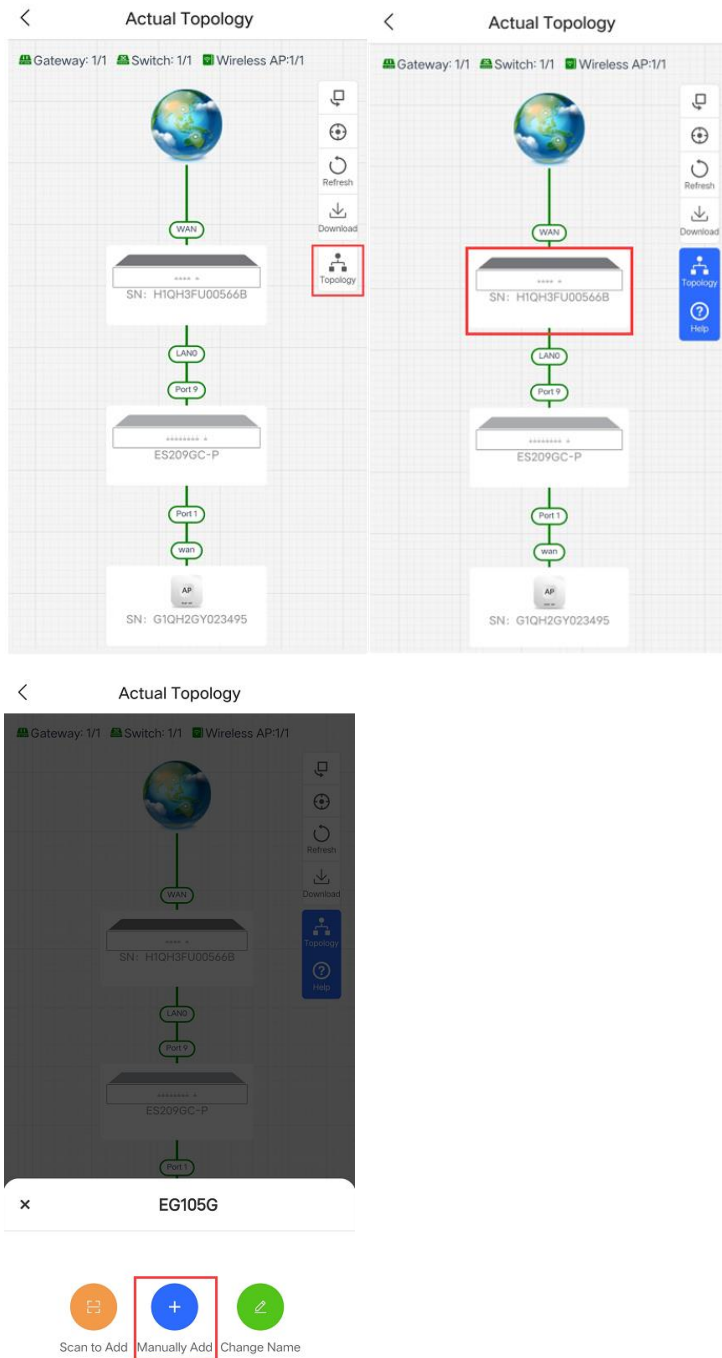 Actual Topology
Gateway: 1/1 Switch: 1/1 Wireless AP:1/1
Refresh
Download
WAN
Topology
SN: H1QH3FU00566B
LAN0
Port 9
ES209GC-P
Port 1
wan
AP
SN: G1QH2GY023495
Actual Topology
Gateway: 1/1 Switch: 1/1 Wireless AP:1/1
Refresh
Download
WAN
Topology
SN: H1QH3FU00566B
Help
LAN0
Port 9
ES209GC-P
Port 1
wan
AP
SN: G1QH2GY023495
Actual Topology
Gateway: 1/1 Switch: 1/1 Wireless AP:1/1
Refresh
Download
WAN
Topology
SN: H1QH3FU00566B
Help
LAN0
Port 9
ES209GC-P
Port 1
× EG105G
Scan to Add Manually Add Change Name